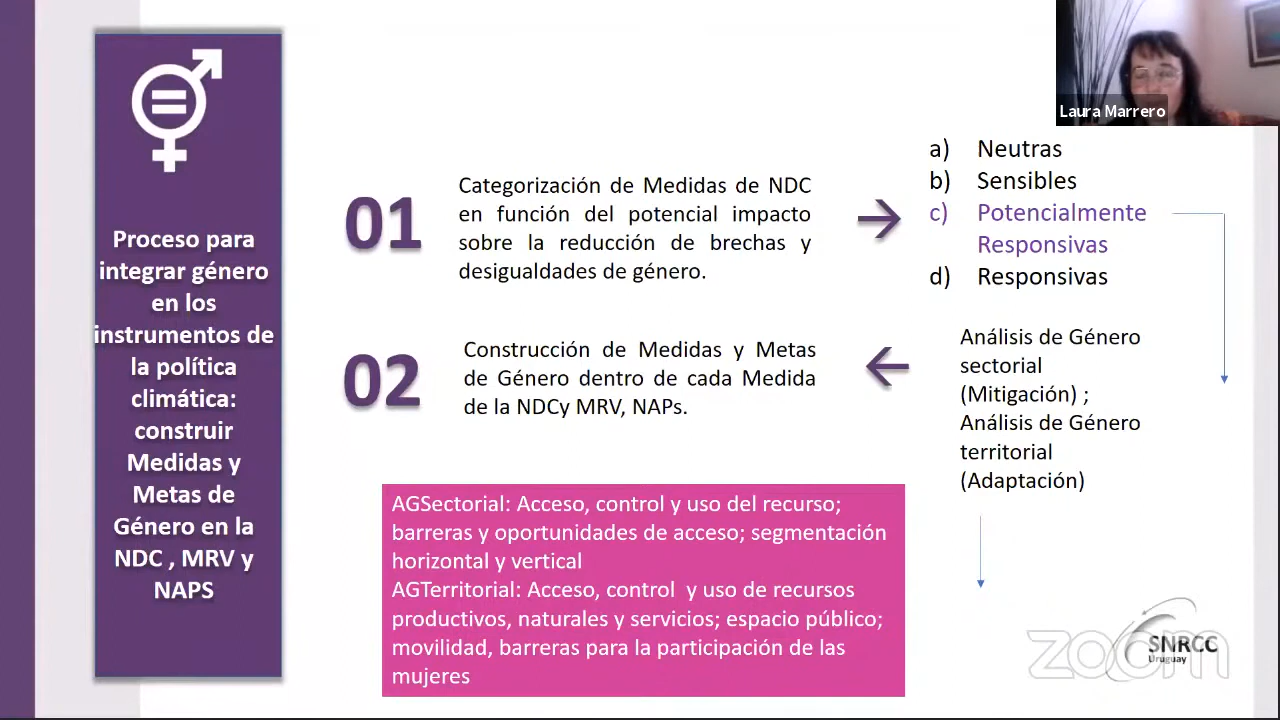 Proceso para
integrar género
en los
instrumentos de
la política
climática:
construir
Medidas y
Metas de
Género en la
NDC , MRV y
NAPS
01
Categorización de Medidas de NDC
en función del potencial impacto
sobre la reducción de brechas y
desigualdades de género.
Laura Marrero
a) Neutras
b) Sensibles
c) Potencialmente
Responsivas
d) Responsivas
02
Construcción de Medidas y Metas
de Género dentro de cada Medida
de la NDCy MRV, NAPs.
Análisis de Género
sectorial
(Mitigación) ;
Análisis de Género
territorial
(Adaptación)
AGSectorial: Acceso, control y uso del recurso;
barreras y oportunidades de acceso; segmentación
horizontal y vertical
AGTerritorial: Acceso, control y uso de recursos
productivos, naturales y servicios; espacio público;
movilidad, barreras para la participación de las
mujeres
SNRCC
Uruguay
zoom